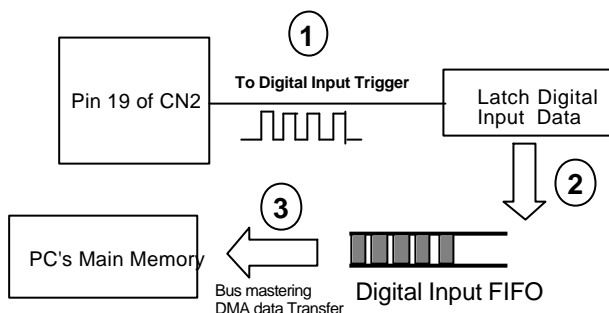 1
To Digital Input Trigger
Pin 19 of CN2
Latch Digital
Input Data
2
3
PC's Main Memory
Bus mastering
DMA data Transfer
Digital Input FIFO